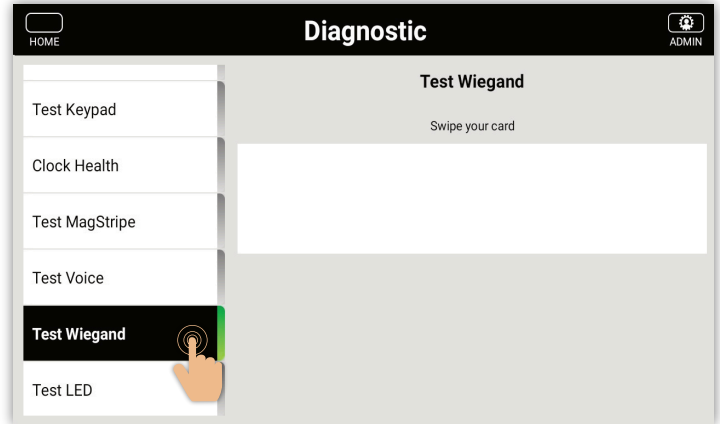 HOME
Diagnostic
ADMIN
Test Keypad
Clock Health
Test MagStripe
Test Voice
Test Wiegand
Test LED
Test Wiegand
Swipe your card